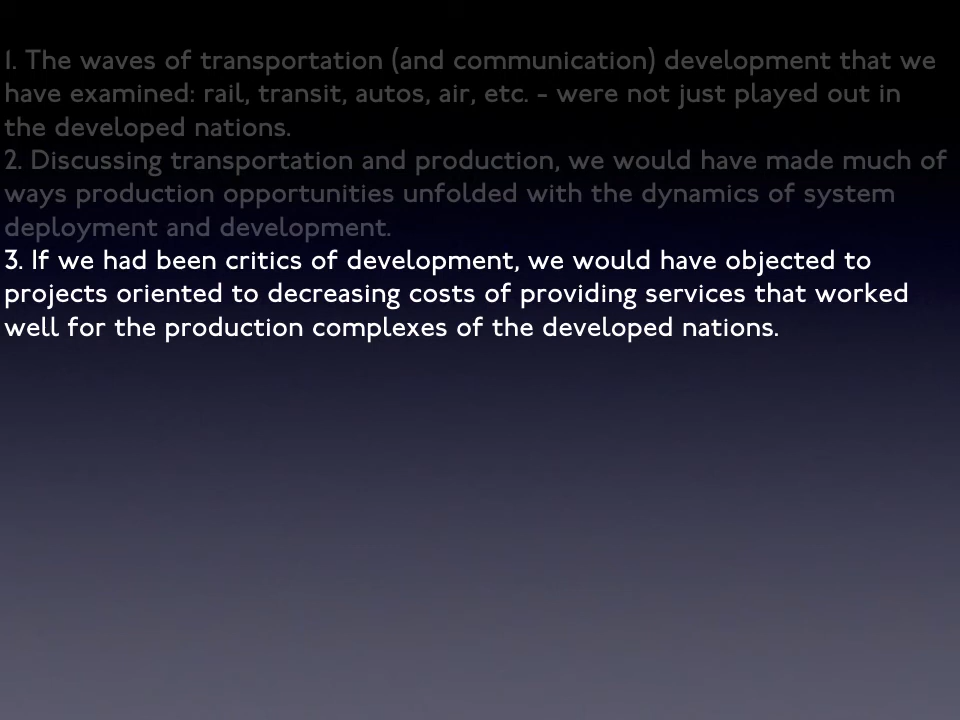 1. The waves of transportation (and communication) development that we
have examined: rail, transit, autos, air, etc. - were not just played out in
the developed nations.
2. Discussing transportation and production, we would have made much of
ways production opportunities unfolded with the dynamics of system
deployment and development.
3. If we had been critics of development, we would have objected to
projects oriented to decreasing costs of providing services that worked
well for the production complexes of the developed nations.